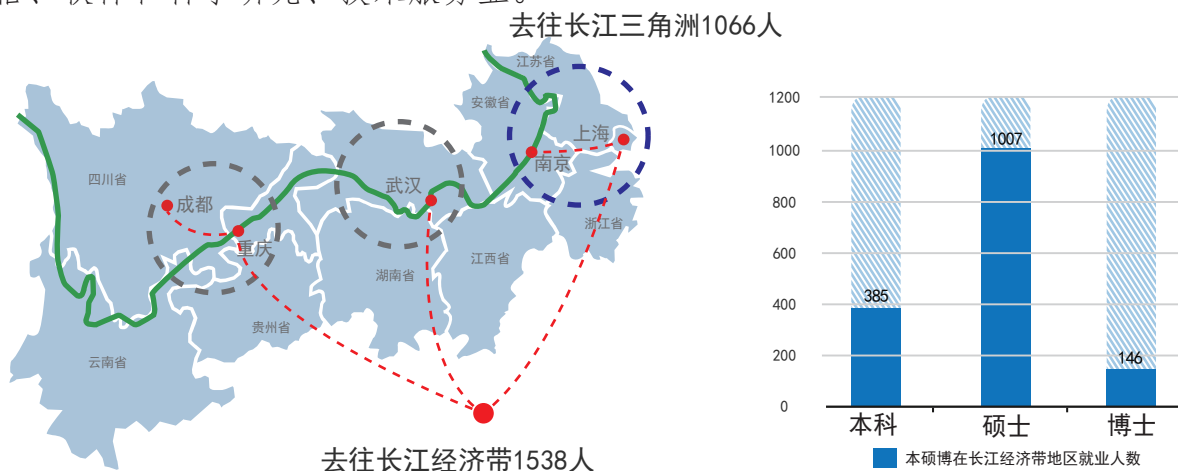 去往长江三角洲1066人
江苏省
安徽省
上海
南京
四川省
成都
武汉
重庆
浙江省
江西省
湖南省
贵州省
云南省
去往长江经济带1538人
1200
1000
800
600
400
200
0
385
1007
146
本科
硕士
博士
本硕博在长江经济带地区就业人数